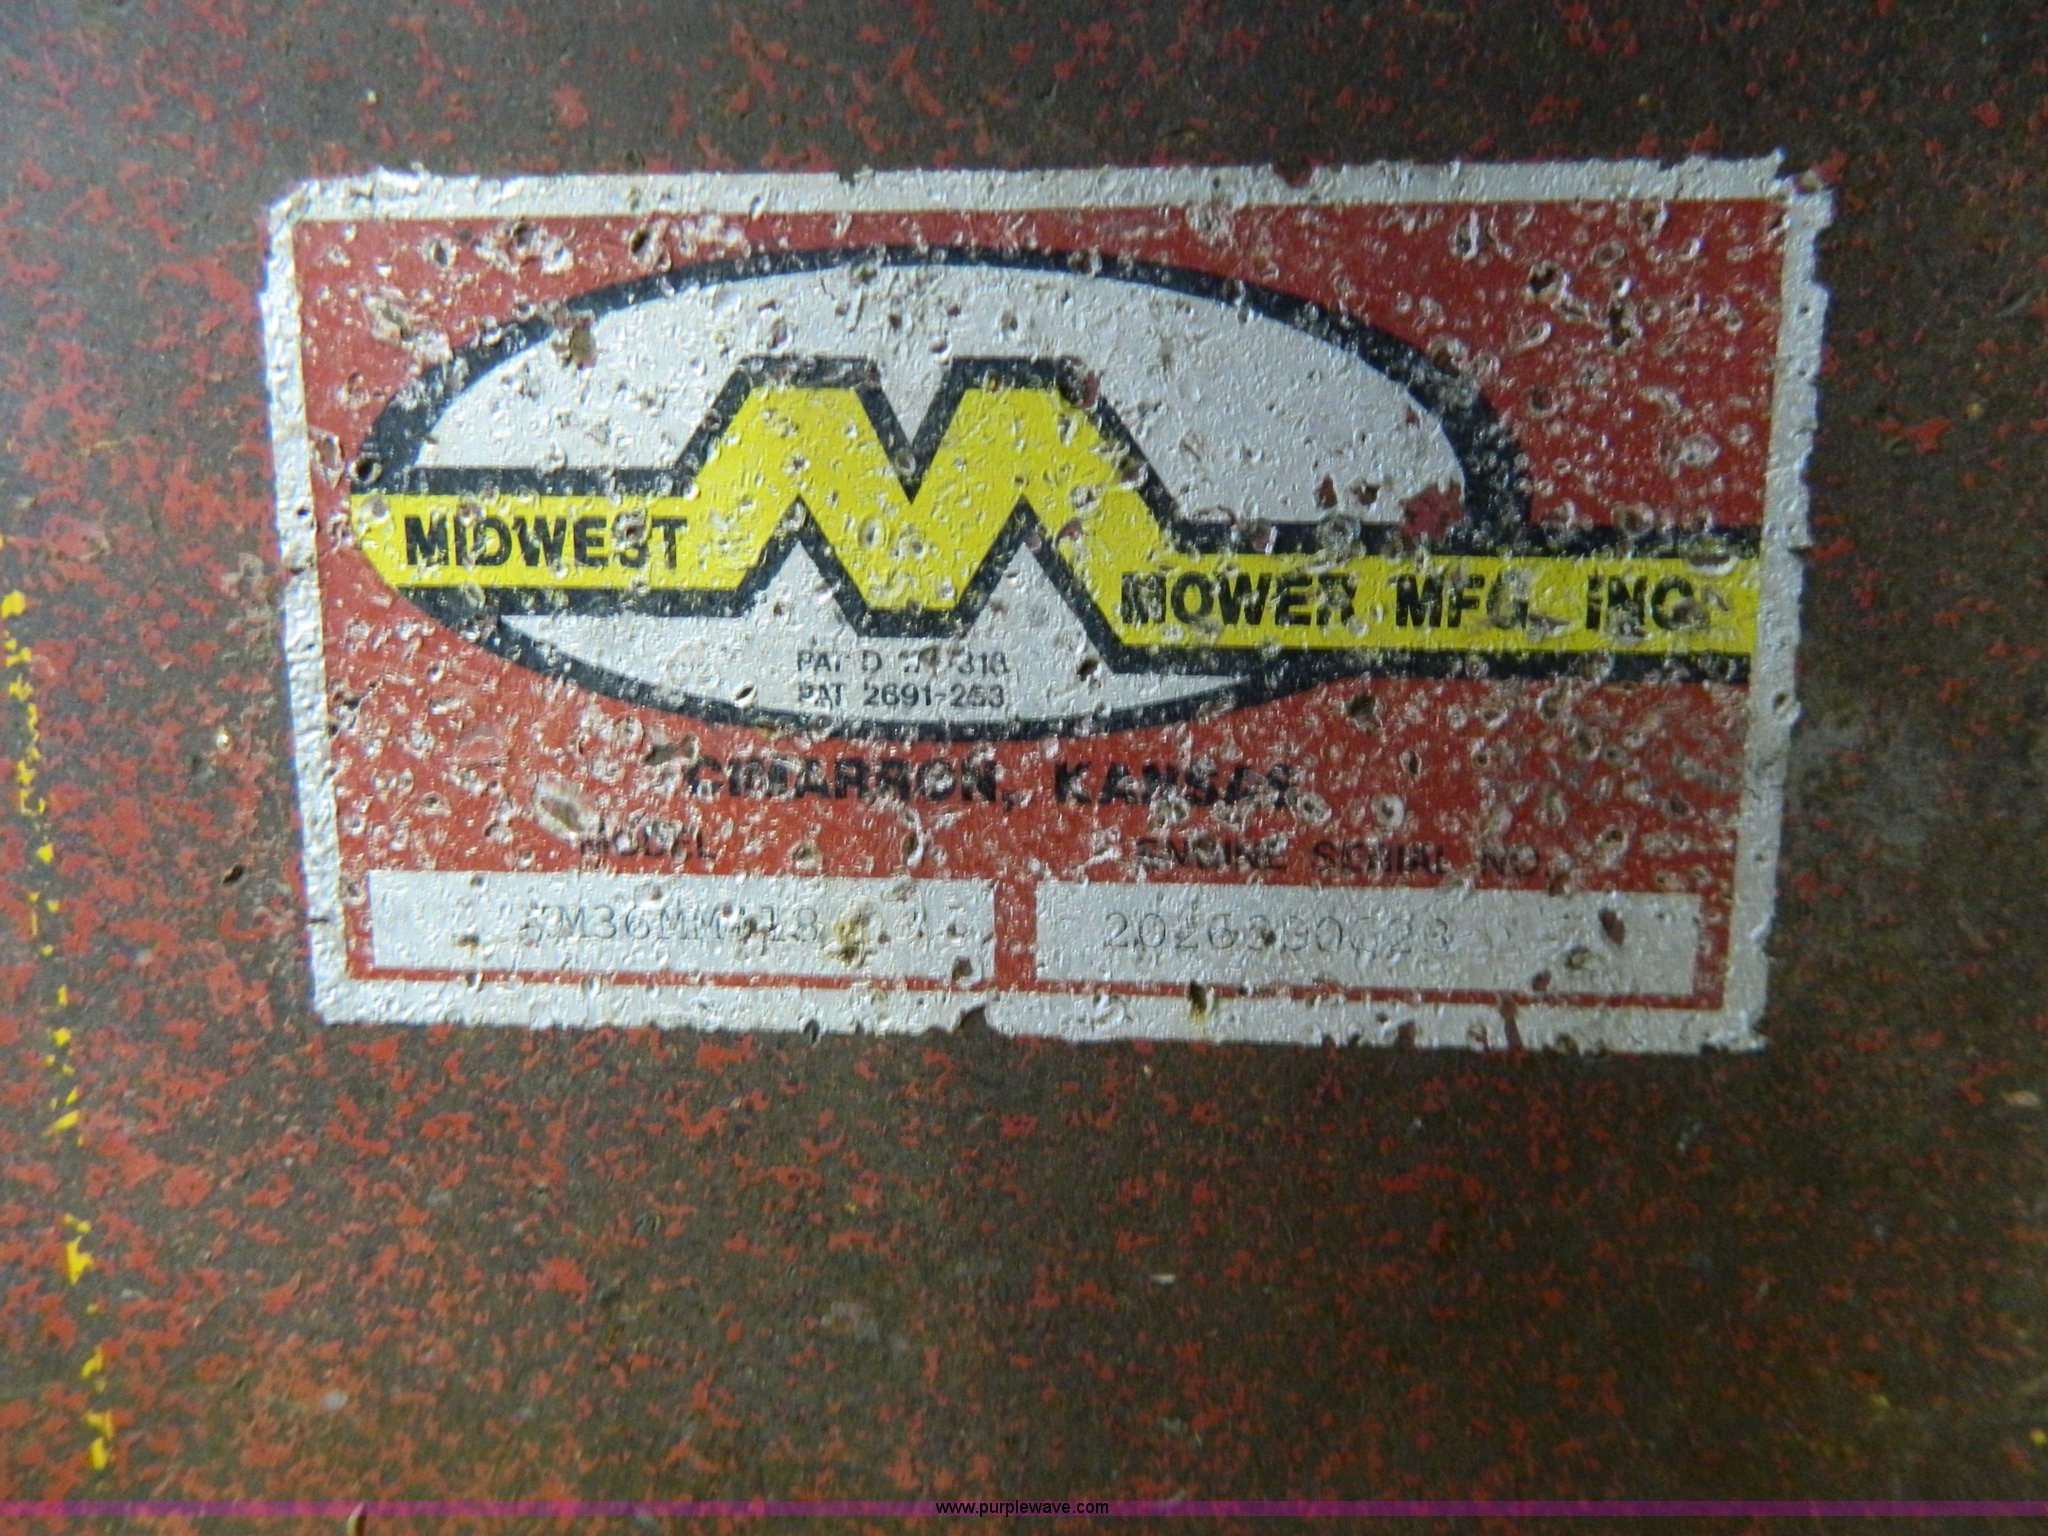 MIDWEST
MOWER MFG. INC.
PAT 2691-253
CIMARRON, KANSAS
MODEL
ENGINE SERIAL NO.
www.purplewave.com